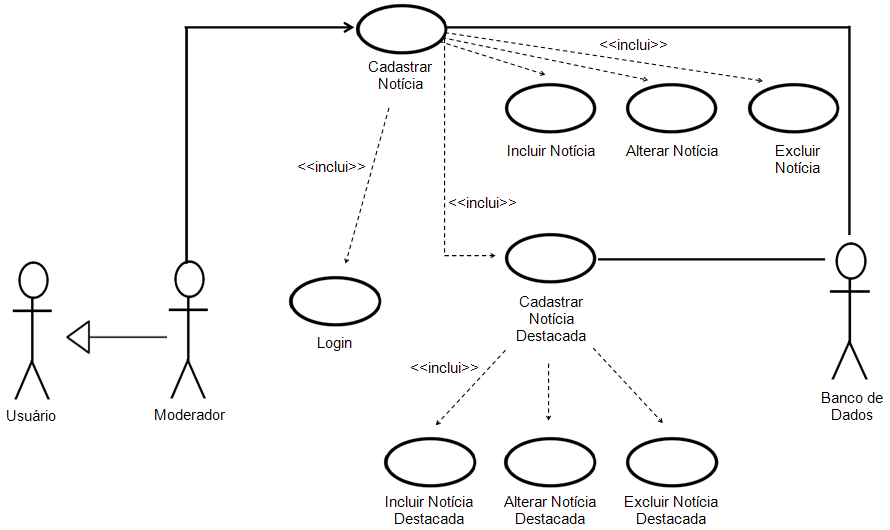 <<inclui>>
Cadastrar
Notícia
Incluir Notícia
Alterar Notícia
Excluir
Notícia
<<inclui>>
<<inclui>>
Cadastrar
Notícia
Destacada
Login
<<inclui>>
Usuário
Moderador
Banco de
Dados
Incluir Notícia
Destacada
Alterar Notícia
Destacada
Excluir Notícia
Destacada